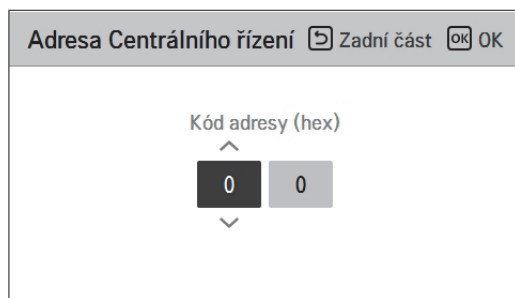 Adresa Centrálního řízení Zadní část OK OK
Kód adresy (hex)
0 0